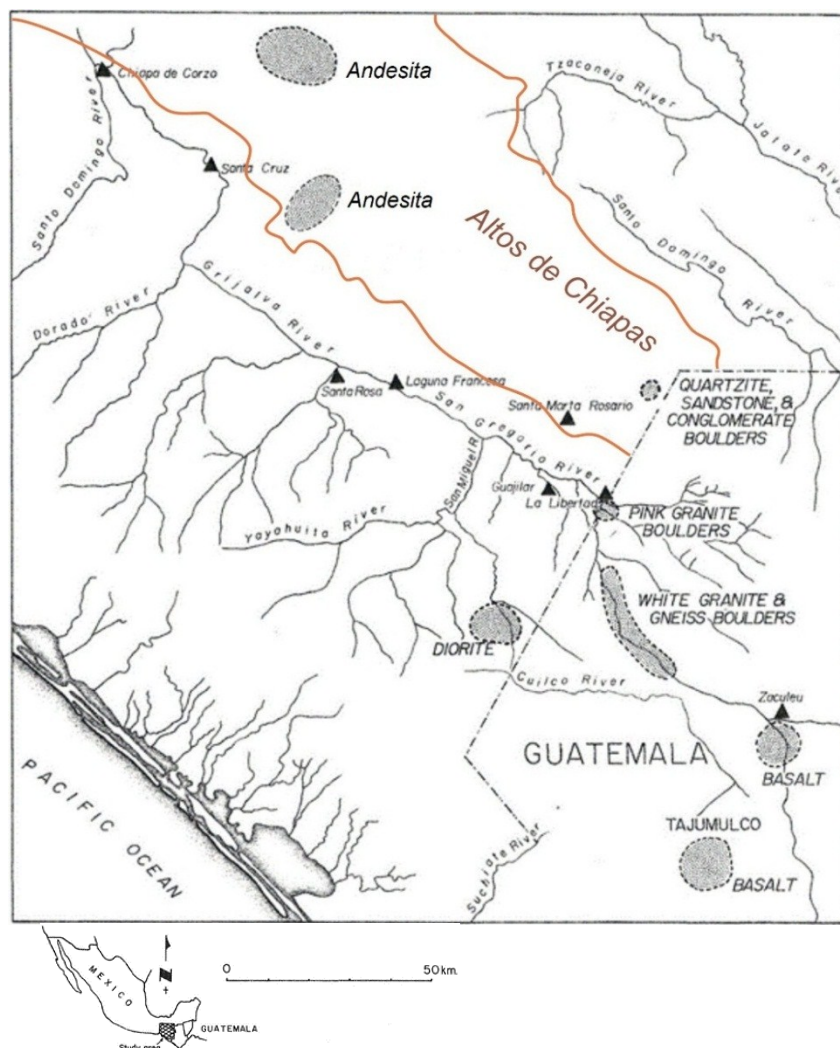 Chiapa de Corzo
Andesita
Tzaconeja River
Jatate River
Santo Domingo River
Santa Cruz
Andesita
Altos de Chiapas
Santo Domingo River
Grijalva River
Dorado River
Santa Rosa
Laguna Francesa
San Gregorio River
Santa Marta Rosario
QUARTZITE,
SANDSTONE, &
CONGLOMERATE
BOULDERS
San Miguel R.
Guajilar
La Libertad
PINK GRANITE
BOULDERS
Yayahuita River
WHITE GRANITE &
GNEISS BOULDERS
DIORITE
Cuilco River
Zaculeu
GUATEMALA
BASALT
PACIFIC OCEAN
TAJUMULCO
BASALT
Suchiate River
MEXICO
N
0 50 km.
GUATEMALA
Study area